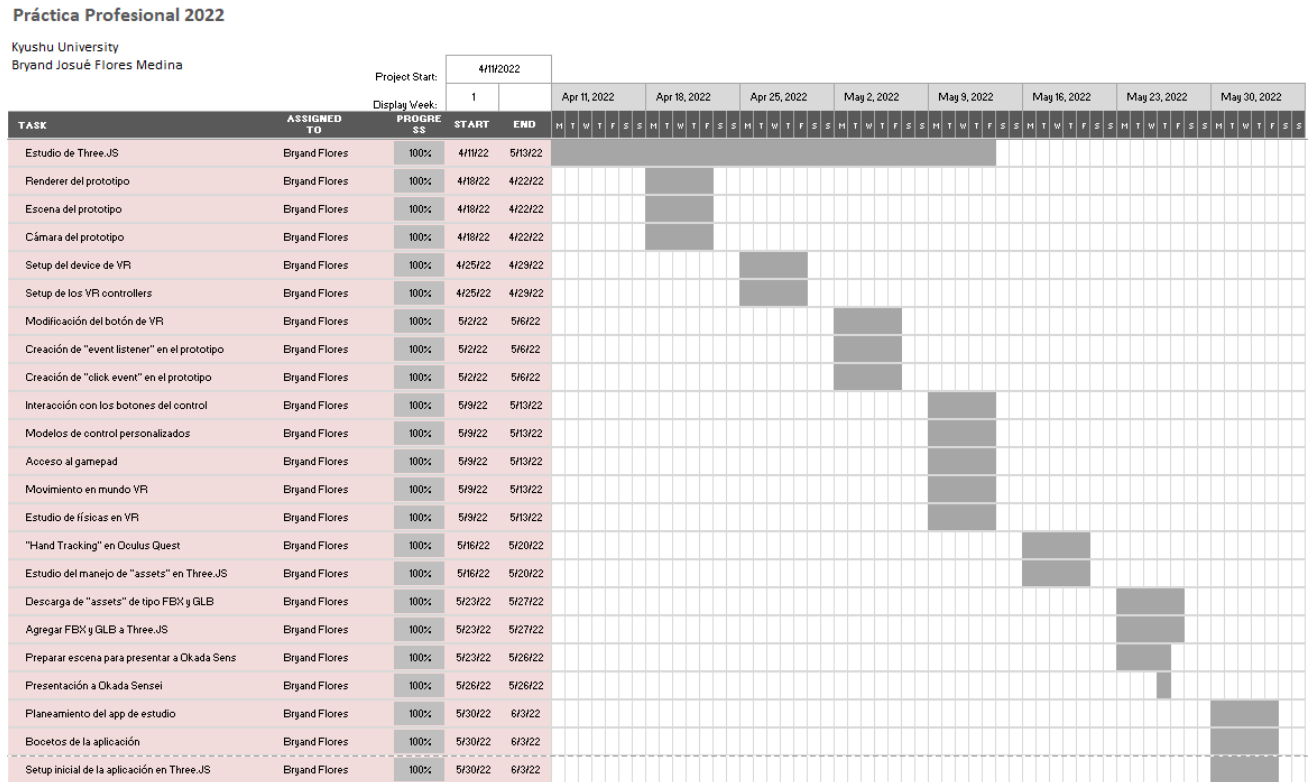 Práctica Profesional 2022
Kyushu University
Bryand Josué Flores Medina
Project Start: 4/11/2022
Display Week: 1
Apr 11, 2022 Apr 18, 2022 Apr 25, 2022 May 2, 2022 May 9, 2022 May 16, 2022 May 23, 2022 May 30, 2022
TASK ASSIGNED TO PROGRESS START END M T W T F S S M T W T F S S M T W T F S S M T W T F S S M T W T F S S M T W T F S S M T W T F S S M T W T F S S
Estudio de Three.JS Bryand Flores 100% 4/11/22 5/13/22
Renderer del prototipo Bryand Flores 100% 4/18/22 4/22/22
Escena del prototipo Bryand Flores 100% 4/18/22 4/22/22
Cámara del prototipo Bryand Flores 100% 4/18/22 4/22/22
Setup del device de VR Bryand Flores 100% 4/25/22 4/29/22
Setup de los VR controllers Bryand Flores 100% 4/25/22 4/29/22
Modificación del botón de VR Bryand Flores 100% 5/2/22 5/6/22
Creación de "event listener" en el prototipo Bryand Flores 100% 5/2/22 5/6/22
Creación de "click event" en el prototipo Bryand Flores 100% 5/2/22 5/6/22
Interacción con los botones del control Bryand Flores 100% 5/9/22 5/13/22
Modelos de control personalizados Bryand Flores 100% 5/9/22 5/13/22
Acceso al gamepad Bryand Flores 100% 5/9/22 5/13/22
Movimiento en mundo VR Bryand Flores 100% 5/9/22 5/13/22
Estudio de físicas en VR Bryand Flores 100% 5/9/22 5/13/22
"Hand Tracking" en Oculus Quest Bryand Flores 100% 5/16/22 5/20/22
Estudio del manejo de "assets" en Three.JS Bryand Flores 100% 5/16/22 5/20/22
Descarga de "assets" de tipo FBX y GLB Bryand Flores 100% 5/23/22 5/27/22
Agregar FBX y GLB a Three.JS Bryand Flores 100% 5/23/22 5/27/22
Preparar escena para presentar a Okada Sens Bryand Flores 100% 5/23/22 5/26/22
Presentación a Okada Sensei Bryand Flores 100% 5/26/22 5/26/22
Planeamiento del app de estudio Bryand Flores 100% 5/30/22 6/3/22
Bocetos de la aplicación Bryand Flores 100% 5/30/22 6/3/22
Setup inicial de la aplicación en Three.JS Bryand Flores 100% 5/30/22 6/3/22